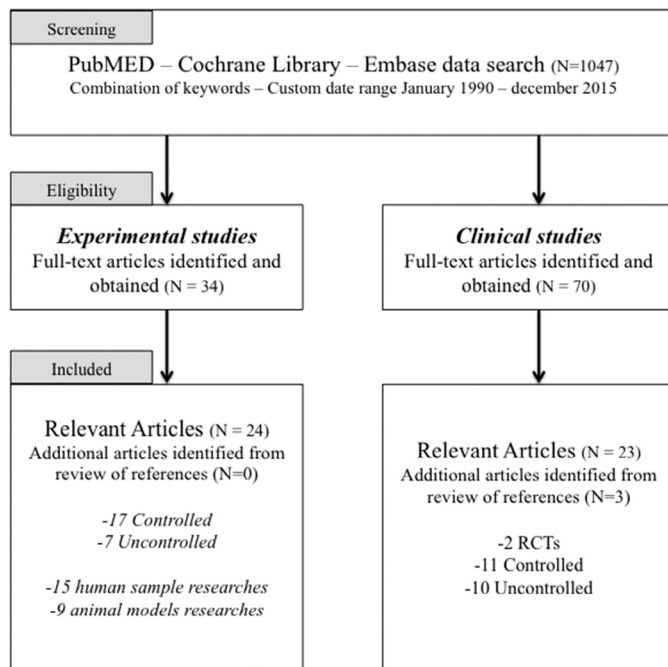 Screening
PubMED – Cochrane Library – Embase data search (N=1047)
Combination of keywords – Custom date range January 1990 – december 2015
Eligibility
Experimental studies
Full-text articles identified and
obtained (N = 34)
Clinical studies
Full-text articles identified and
obtained (N = 70)
Included
Relevant Articles (N = 24)
Additional articles identified from
review of references (N=0)
-17 Controlled
-7 Uncontrolled
-15 human sample researches
-9 animal models researches
Relevant Articles (N = 23)
Additional articles identified from
review of references (N=3)
-2 RCTs
-11 Controlled
-10 Uncontrolled